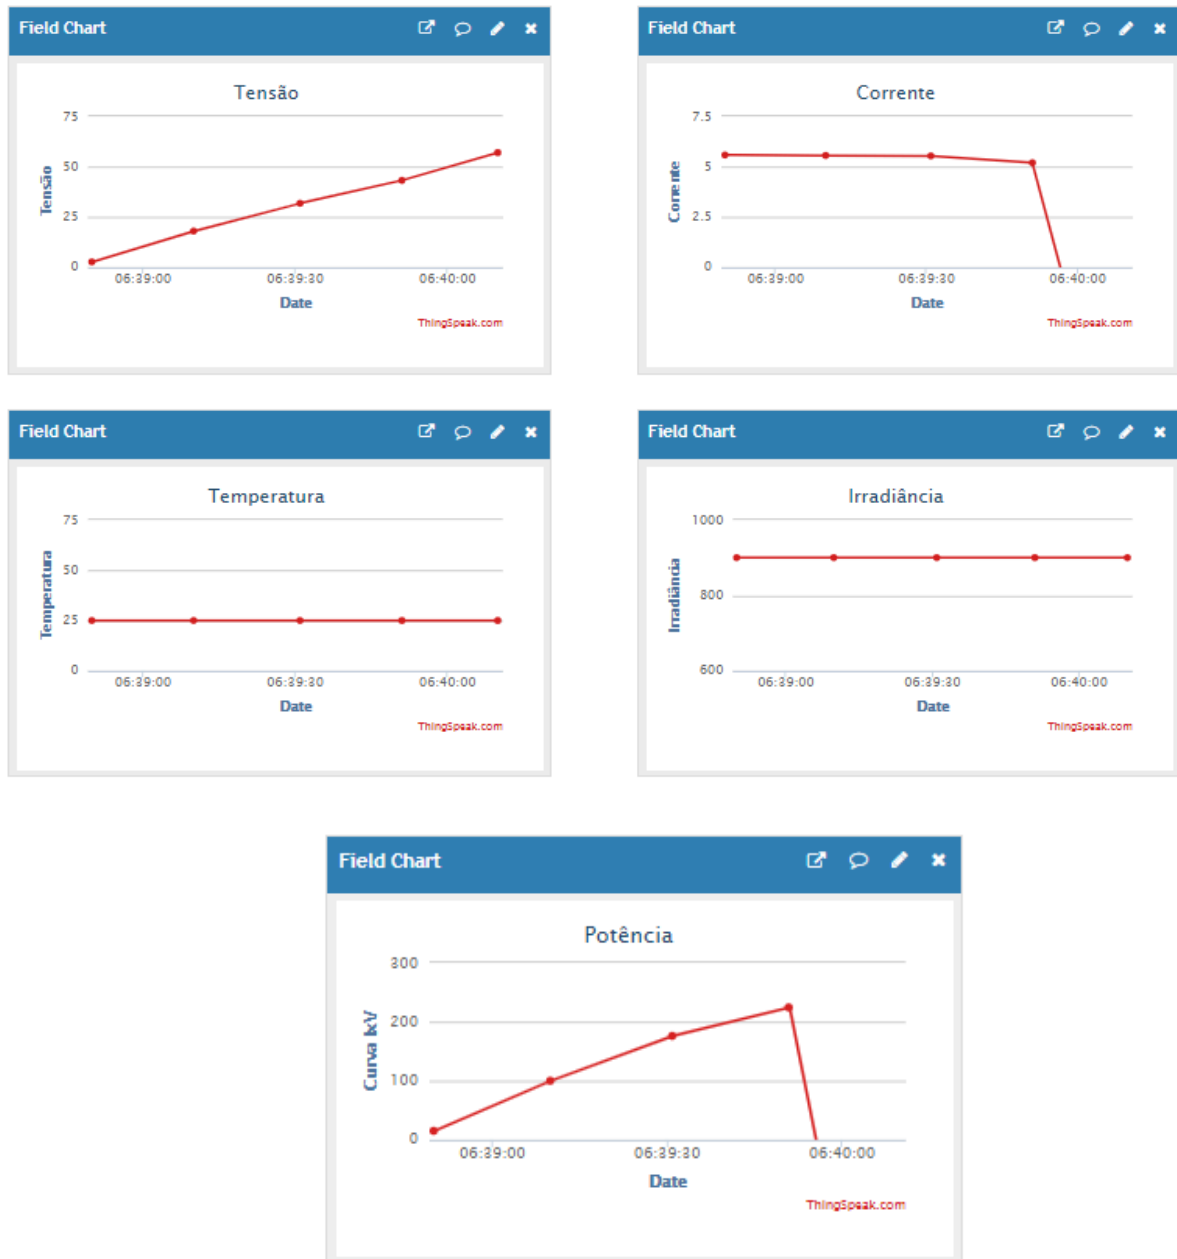 Field Chart
Tensão
75
50
25
0
Tensão
06:39:00
06:39:30
06:40:00
Date
ThingSpeak.com
Field Chart
Corrente
7.5
5
2.5
0
Corrente
06:39:00
06:39:30
06:40:00
Date
ThingSpeak.com
Field Chart
Temperatura
75
50
25
0
Temperatura
06:39:00
06:39:30
06:40:00
Date
ThingSpeak.com
Field Chart
Irradiância
1000
800
600
Irradiância
06:39:00
06:39:30
06:40:00
Date
ThingSpeak.com
Field Chart
Potência
300
200
100
0
Curva IxV
06:39:00
06:39:30
06:40:00
Date
ThingSpeak.com